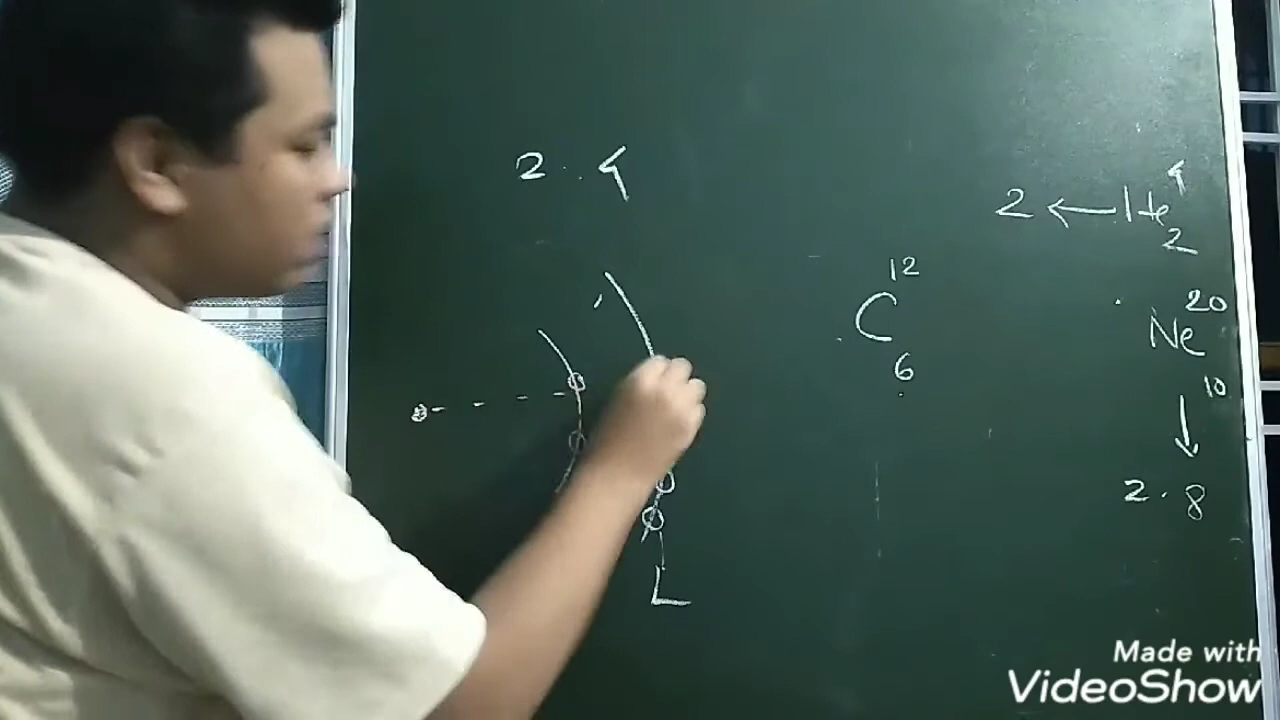 2 . 4
2 ← He 4 2
C 12 6
Ne 20 10
↓
2 . 8
L
Made with
VideoShow